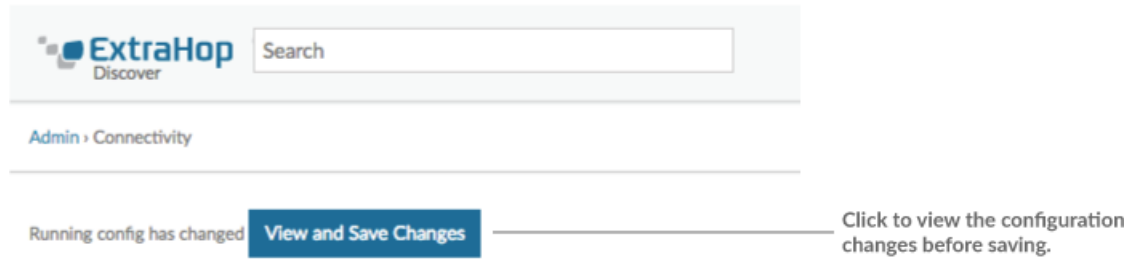 ExtraHop
Discover
Search
Admin › Connectivity
Running config has changed View and Save Changes
Click to view the configuration
changes before saving.